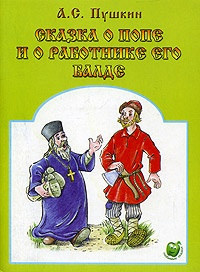 А.С. Пушкин
СКАЗКА О ПОПЕ
И О РАБОТНИКЕ ЕГО
БАЛДЕ